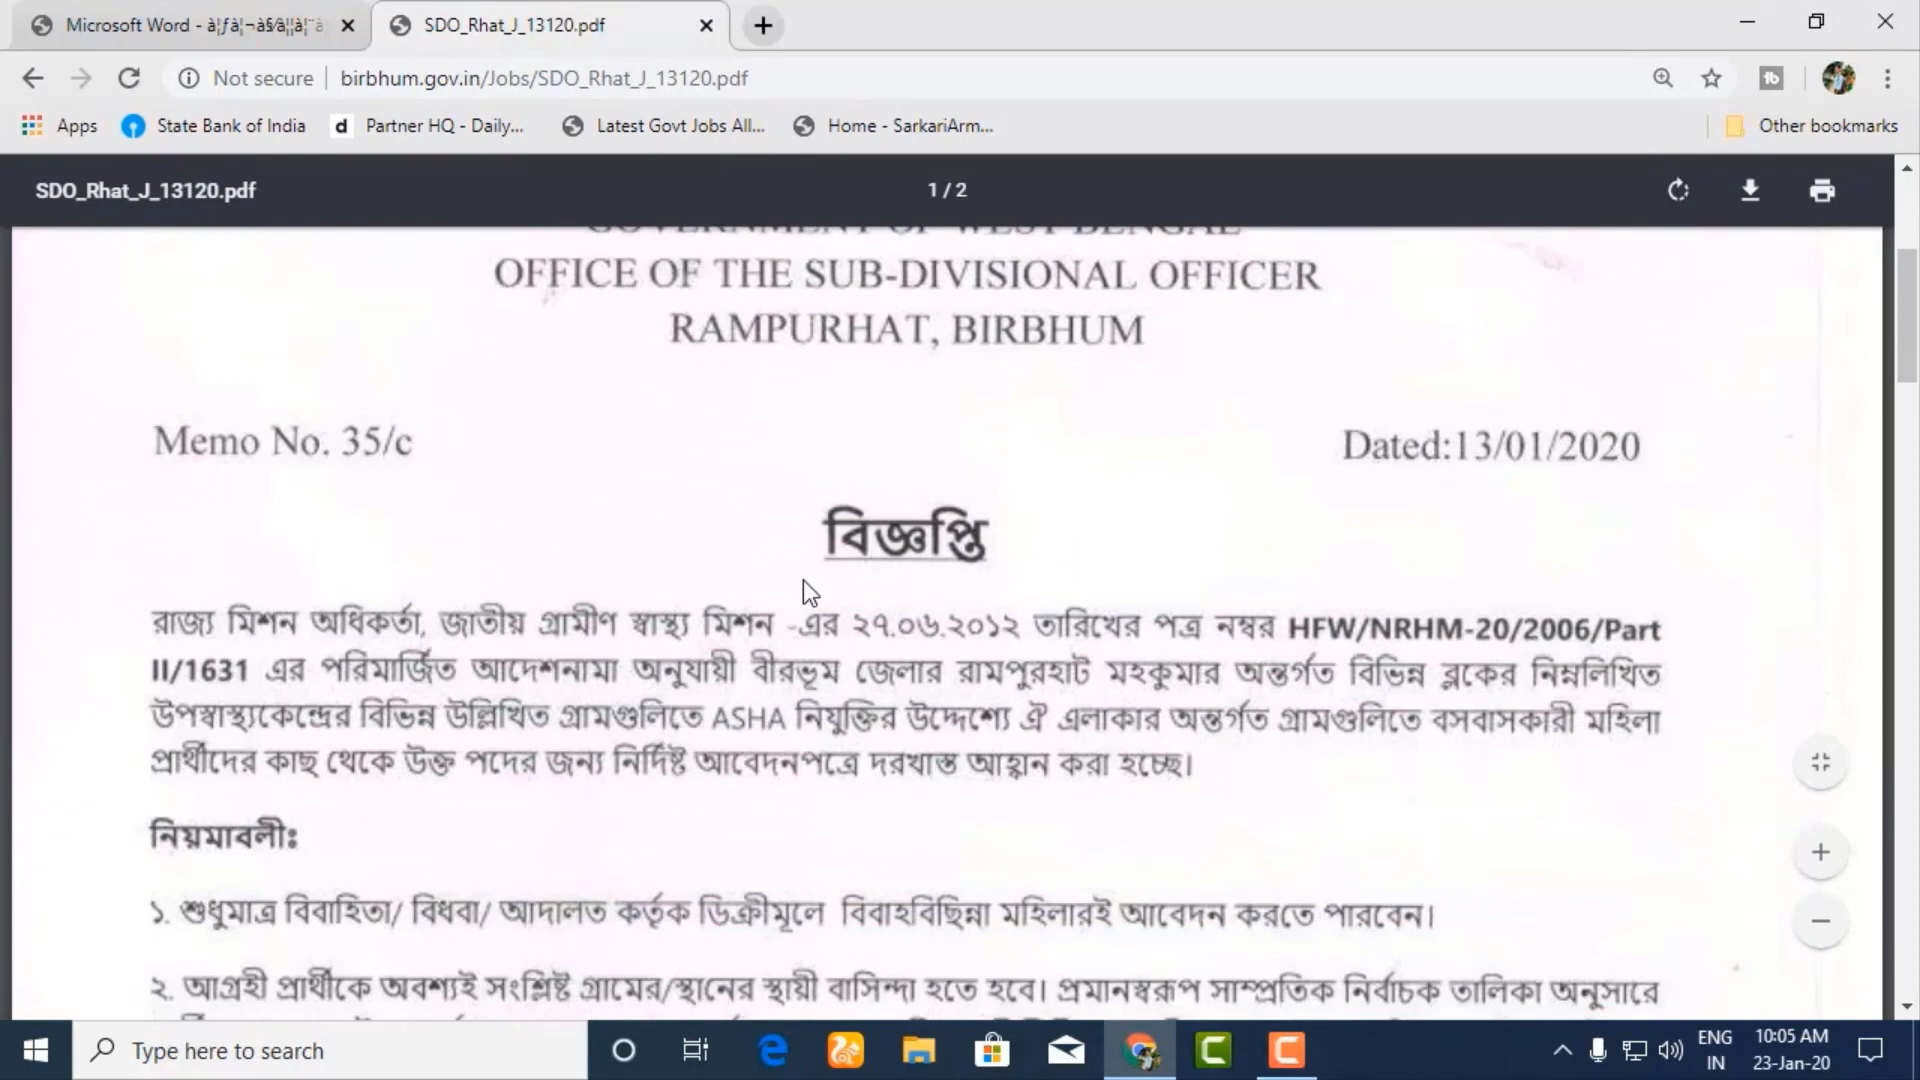 Microsoft Word -
SDO_Rhat_J_13120.pdf
Not secure
birbhum.gov.in/Jobs/SDO_Rhat_J_13120.pdf
Apps
State Bank of India
Partner HQ - Daily...
Latest Govt Jobs All...
Home - SarkariArm...
Other bookmarks
SDO_Rhat_J_13120.pdf
1 / 2
GOVERNMENT OF WEST BENGAL
OFFICE OF THE SUB-DIVISIONAL OFFICER
RAMPURHAT, BIRBHUM
Memo No. 35/c
Dated:13/01/2020
বিজ্ঞপ্তি
রাজ্য মিশন অধিকর্তা, জাতীয় গ্রামীণ স্বাস্থ্য মিশন -এর ২৭.০৬.২০১২ তারিখের পত্র নম্বর HFW/NRHM-20/2006/Part
II/1631 এর পরিমার্জিত আদেশনামা অনুযায়ী বীরভূম জেলার রামপুরহাট মহকুমার অন্তর্গত বিভিন্ন ব্লকের নিম্নলিখিত
উপস্বাস্থ্যকেন্দ্রের বিভিন্ন উল্লিখিত গ্রামগুলিতে ASHA নিযুক্তির উদ্দেশ্যে ঐ এলাকার অন্তর্গত গ্রামগুলিতে বসবাসকারী মহিলা
প্রার্থীদের কাছ থেকে উক্ত পদের জন্য নির্দিষ্ট আবেদনপত্রে দরখাস্ত আহ্বান করা হচ্ছে।
নিয়মাবলীঃ
১. শুধুমাত্র বিবাহিতা/ বিধবা/ আদালত কর্তৃক ডিক্রীমূলে বিবাহবিছিন্না মহিলারই আবেদন করতে পারবেন।
২. আগ্রহী প্রার্থীকে অবশ্যই সংশ্লিষ্ট গ্রামের/স্থানের স্থায়ী বাসিন্দা হতে হবে। প্রমানস্বরূপ সাম্প্রতিক নির্বাচক তালিকা অনুসারে
Type here to search
ENG
IN
10:05 AM
23-Jan-20